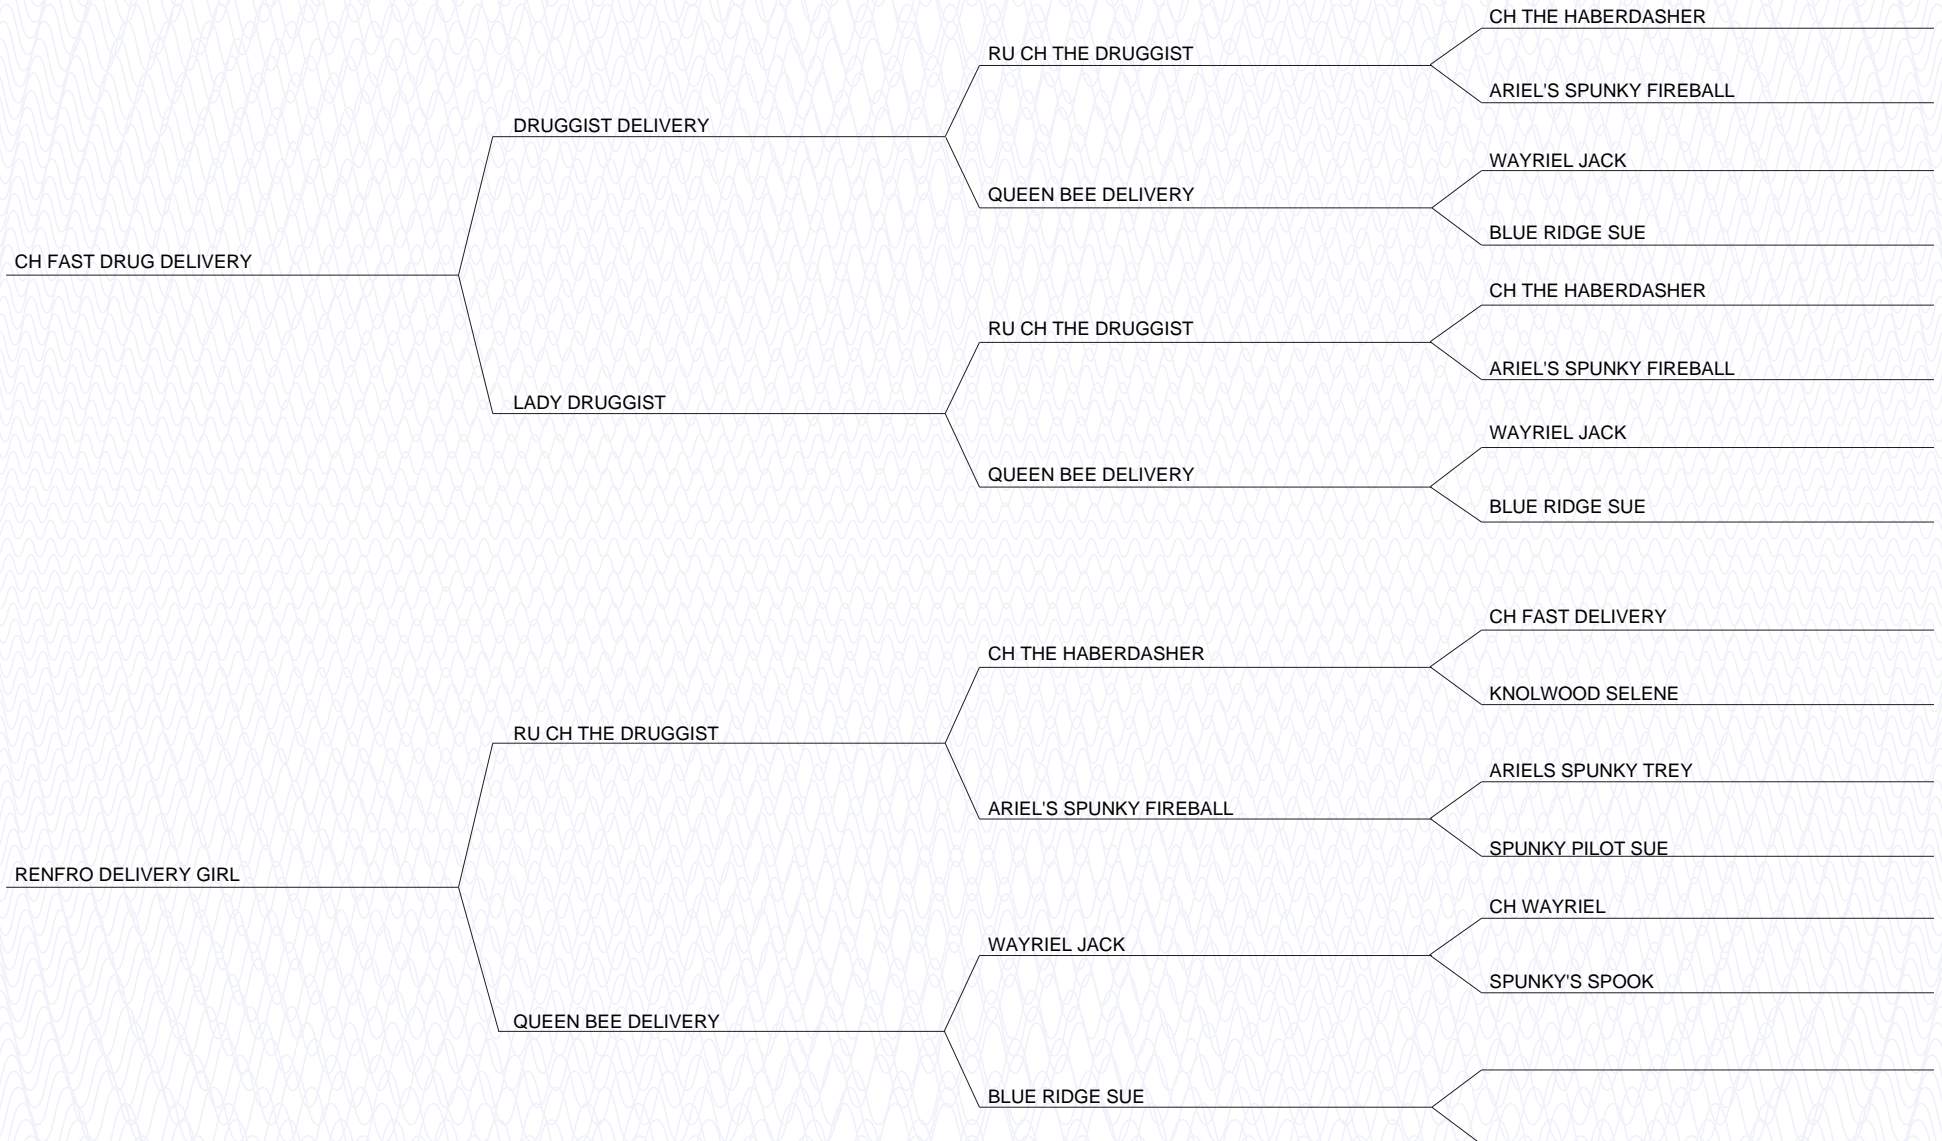 CH THE HABERDASHER
RU CH THE DRUGGIST
ARIEL'S SPUNKY FIREBALL
DRUGGIST DELIVERY
WAYRIEL JACK
QUEEN BEE DELIVERY
BLUE RIDGE SUE
CH FAST DRUG DELIVERY
CH THE HABERDASHER
RU CH THE DRUGGIST
ARIEL'S SPUNKY FIREBALL
LADY DRUGGIST
WAYRIEL JACK
QUEEN BEE DELIVERY
BLUE RIDGE SUE
CH FAST DELIVERY
CH THE HABERDASHER
KNOLWOOD SELENE
RU CH THE DRUGGIST
ARIELS SPUNKY TREY
ARIEL'S SPUNKY FIREBALL
SPUNKY PILOT SUE
RENFRO DELIVERY GIRL
CH WAYRIEL
WAYRIEL JACK
SPUNKY'S SPOOK
QUEEN BEE DELIVERY
BLUE RIDGE SUE